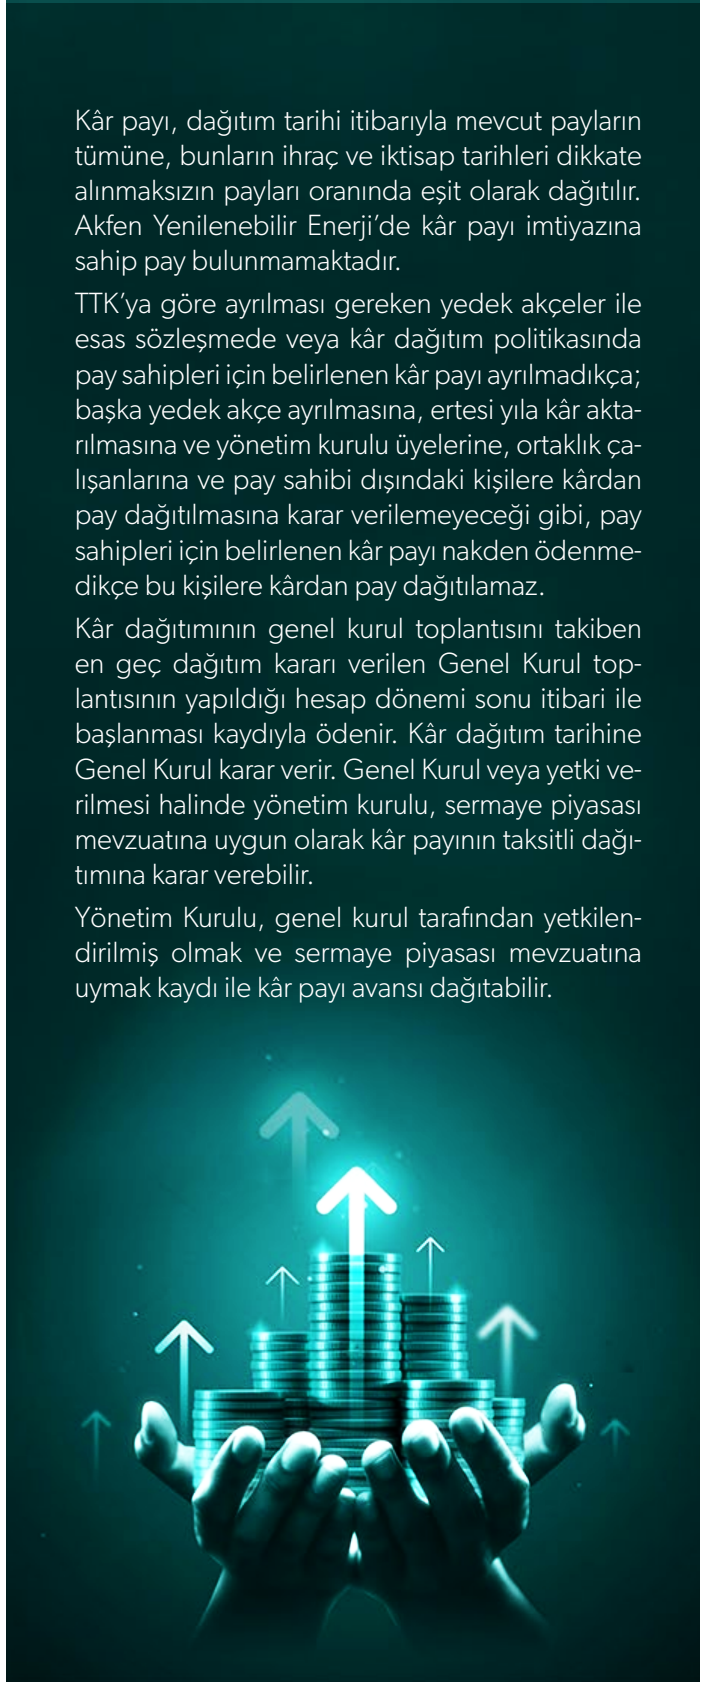 Kâr payı, dağıtım tarihi itibarıyla mevcut payların
tümüne, bunların ihraç ve iktisap tarihleri dikkate
alınmaksızın payları oranında eşit olarak dağıtılır.
Akfen Yenilenebilir Enerji’de kâr payı imtiyazına
sahip pay bulunmamaktadır.
TTK’ya göre ayrılması gereken yedek akçeler ile
esas sözleşmede veya kâr dağıtım politikasında
pay sahipleri için belirlenen kâr payı ayrılmadıkça;
başka yedek akçe ayrılmasına, ertesi yıla kâr akta-
rılmasına ve yönetim kurulu üyelerine, ortaklık ça-
lışanlarına ve pay sahibi dışındaki kişilere kârdan
pay dağıtılmasına karar verilemeyeceği gibi, pay
sahipleri için belirlenen kâr payı nakden ödenme-
dikçe bu kişilere kârdan pay dağıtılamaz.
Kâr dağıtımının genel kurul toplantısını takiben
en geç dağıtım kararı verilen Genel Kurul top-
lantısının yapıldığı hesap dönemi sonu itibari ile
başlanması kaydıyla ödenir. Kâr dağıtım tarihine
Genel Kurul karar verir. Genel Kurul veya yetki ve-
rilmesi halinde yönetim kurulu, sermaye piyasası
mevzuatına uygun olarak kâr payının taksitli dağı-
tımına karar verebilir.
Yönetim Kurulu, genel kurul tarafından yetkilen-
dirilmiş olmak ve sermaye piyasası mevzuatına
uymak kaydı ile kâr payı avansı dağıtabilir.